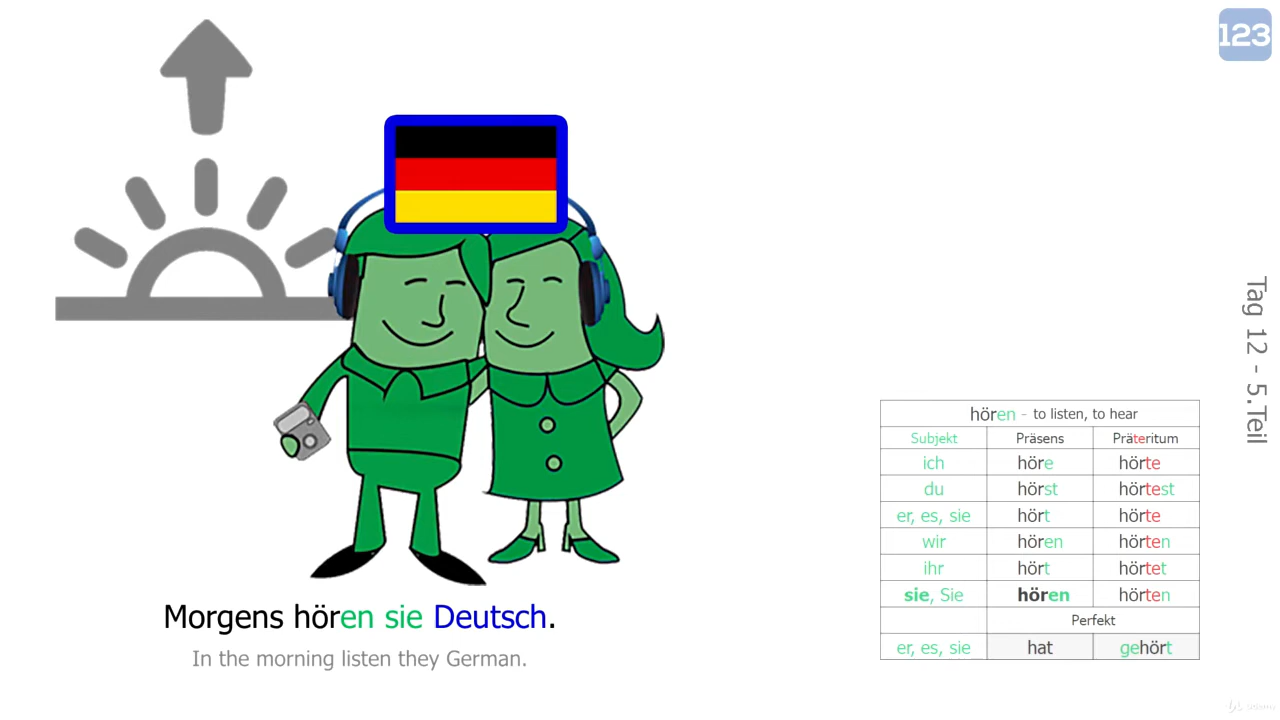 123
Morgens hören sie Deutsch.
In the morning listen they German.
hören - to listen, to hear
Subjekt Präsens Präteritum
ich höre hörte
du hörst hörtest
er, es, sie hört hörte
wir hören hörten
ihr hört hörtet
sie, Sie hören hörten
Perfekt
er, es, sie hat gehört
Tag 12 - 5.Teil